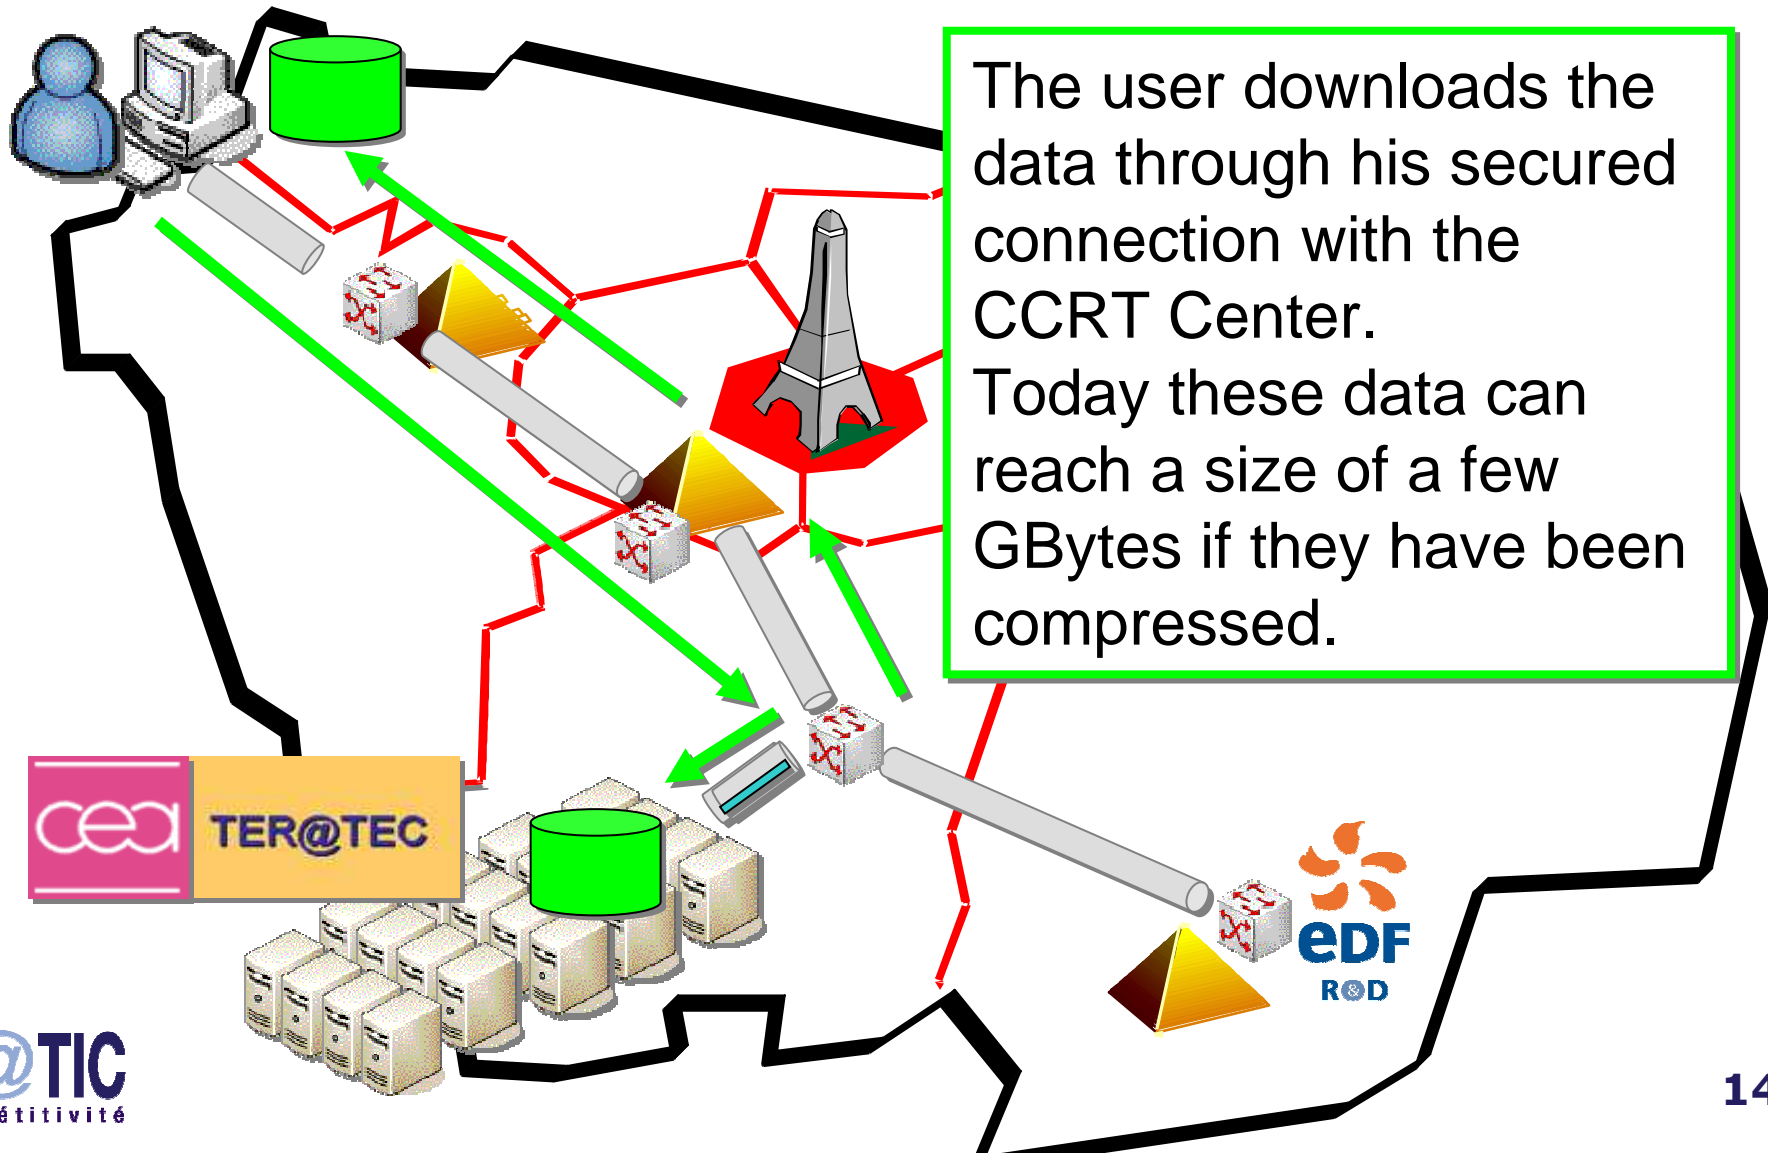 The user downloads the
data through his secured
connection with the
CCRT Center.
Today these data can
reach a size of a few
GBytes if they have been
compressed.
cea
TER@TEC
eDF
R&D
@TIC
étitivité
14